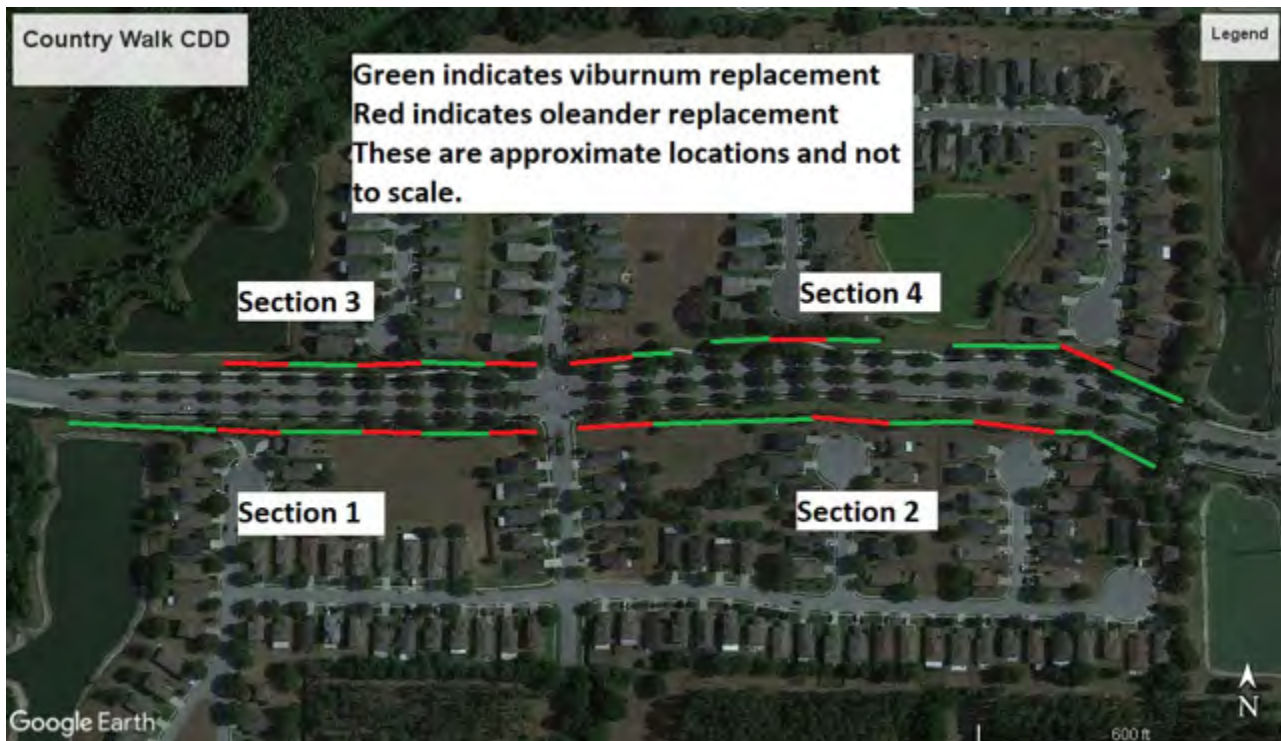 Country Walk CDD
Legend
Green indicates viburnum replacement
Red indicates oleander replacement
These are approximate locations and not
to scale.
Section 3
Section 4
Section 1
Section 2
N
Google Earth
600 ft